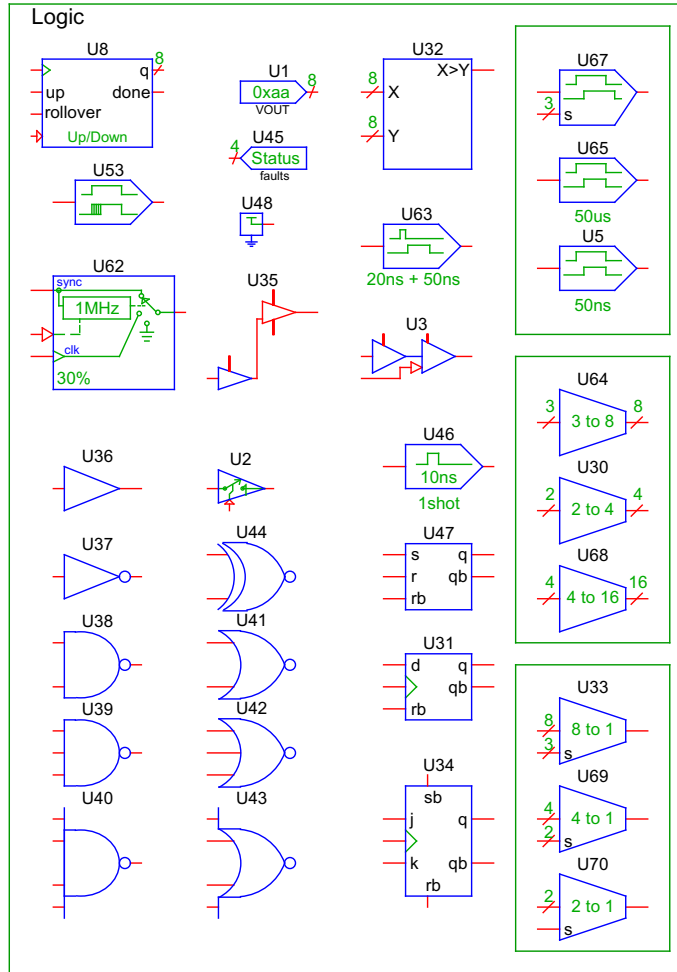 Logic
U8
8
q
up
done
rollover
Up/Down
U1
8
0xaa
VOUT
U45
4
Status
faults
U32
X>Y
8
X
8
Y
U67
3
s
U65
50us
U5
50ns
U53
U48
U63
20ns + 50ns
U62
sync
1MHz
clk
30%
U35
U3
U64
3
3 to 8
8
U30
2
2 to 4
4
U68
4
4 to 16
16
U36
U2
U46
10ns
1shot
U37
U44
U47
s
q
r
qb
rb
U38
U41
U31
d
q
qb
rb
U39
U42
U40
U43
U34
sb
j
q
k
qb
rb
U33
8
8 to 1
3
s
U69
4
4 to 1
2
s
U70
2
2 to 1
s